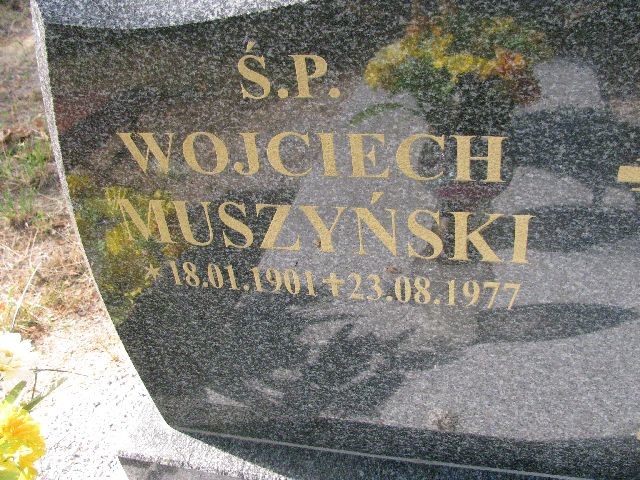 Ś.P.
WOJCIECH
MUSZYŃSKI
* 18.01.1901 ✝ 23.08.1977